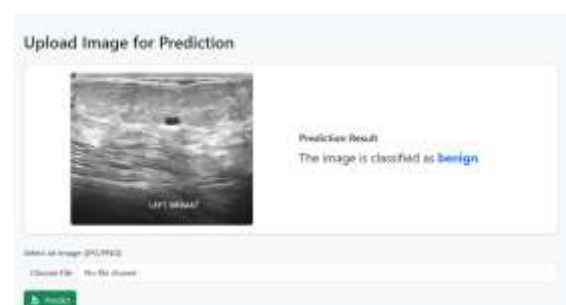 Upload Image for Prediction
LEFT BREAST
Prediction Result
The image is classified as benign
Select an image (JPG/PNG)
Choose File No file chosen
Predict